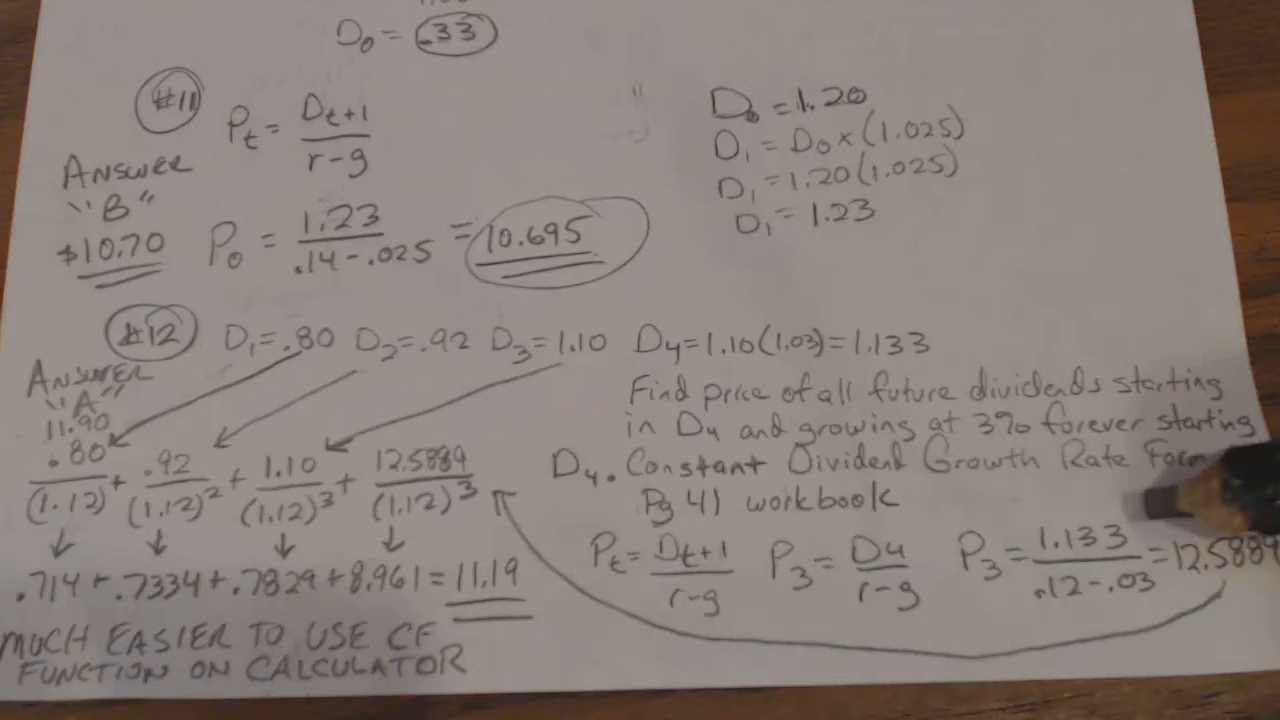 D₀ = .33
#11
Pₜ = Dₜ₊₁ / r-g
ANSWER
"B"
$10.70
P₀ = 1.23 / .14-.025 = 10.695
D₀ = 1.20
D₁ = D₀ x (1.025)
D₁ = 1.20(1.025)
D₁ = 1.23
#12 D₁=.80 D₂=.92 D₃=1.10 D₄=1.10(1.03)=1.133
ANSWER
"A"
11.90
.80 / (1.12) + .92 / (1.12)² + 1.10 / (1.12)³ + 12.5889 / (1.12)³
.714 + .7334 + .7829 + 8.961 = 11.19
MUCH EASIER TO USE CF
FUNCTION ON CALCULATOR
Find price of all future dividends starting
in D₄ and growing at 3% forever starting
D₄. Constant Dividend Growth Rate Form
Pg 41 workbook
Pₜ = Dₜ₊₁ / r-g P₃ = D₄ / r-g P₃ = 1.133 / .12-.03 = 12.5889